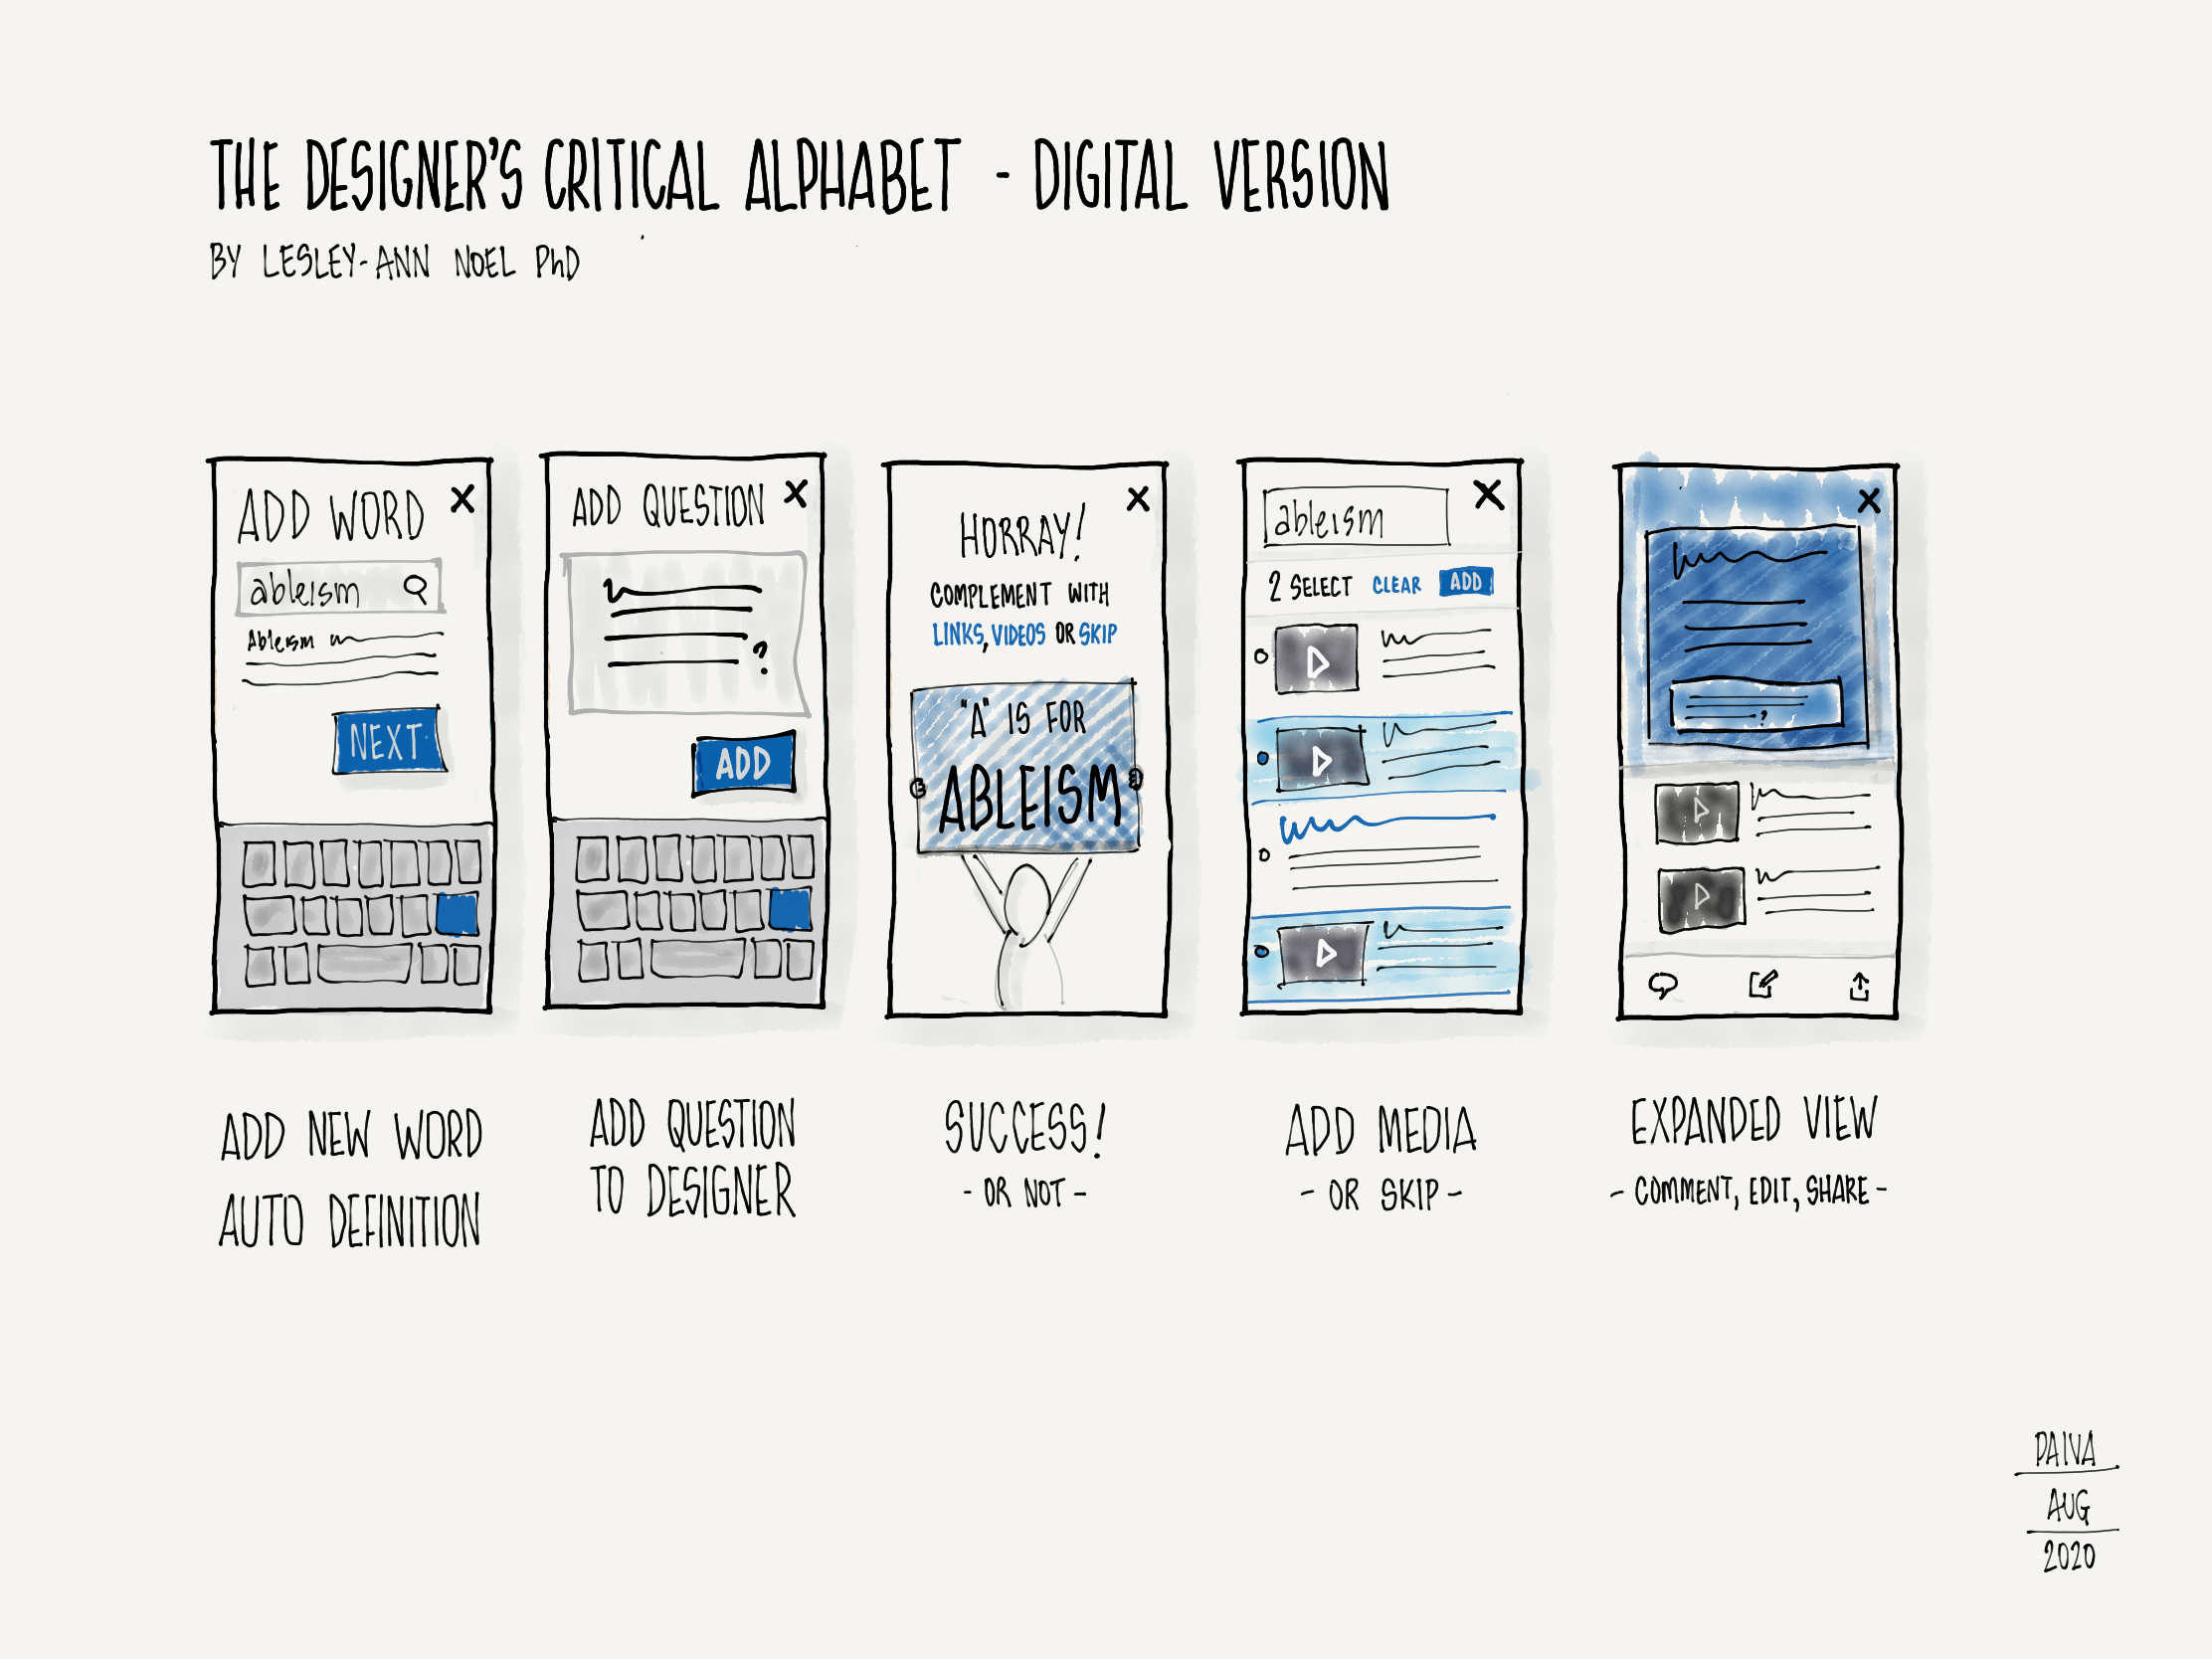 THE DESIGNER'S CRITICAL ALPHABET - DIGITAL VERSION
BY LESLEY-ANN NOEL PhD
ADD WORD X
ableism
Ableism
NEXT
ADD QUESTION X
?
ADD
X
HORRAY!
COMPLEMENT WITH
LINKS, VIDEOS OR SKIP
"A" IS FOR
ABLEISM
ableism X
2 SELECT CLEAR ADD
X
?
ADD NEW WORD
AUTO DEFINITION
ADD QUESTION
TO DESIGNER
SUCCESS!
- OR NOT -
ADD MEDIA
- OR SKIP -
EXPANDED VIEW
- COMMENT, EDIT, SHARE -
PAIVA
AUG
2020